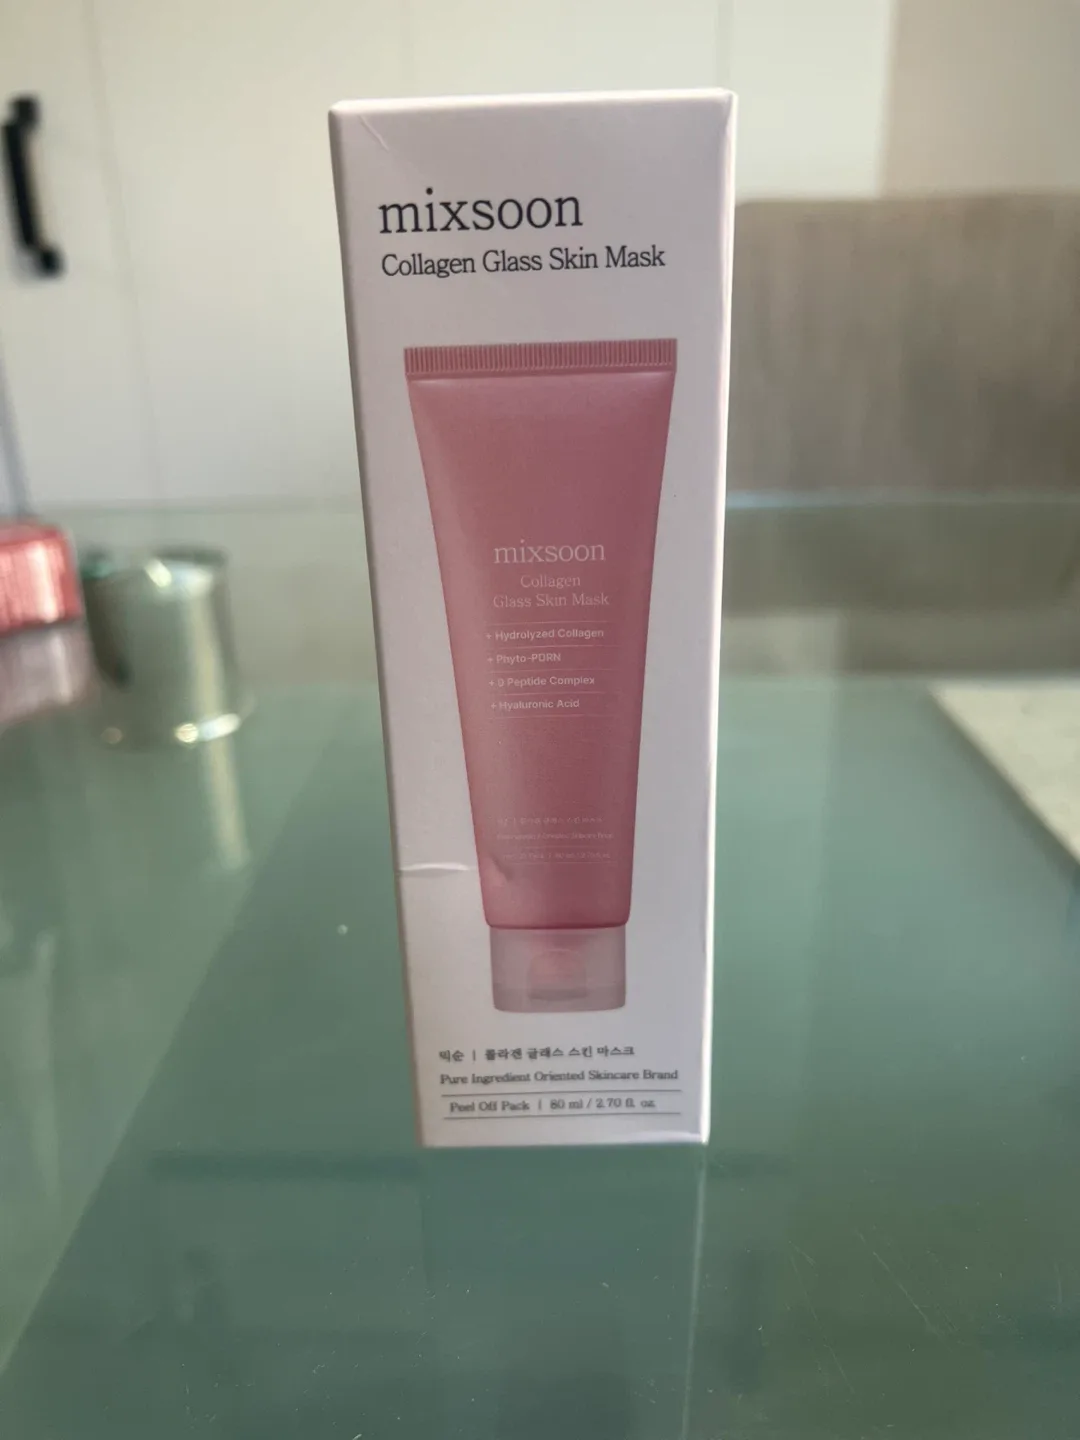 mixsoon
Collagen Glass Skin Mask
mixsoon
Collagen
Glass Skin Mask
+ Hydrolyzed Collagen
+ Phyto-PDRN
+ 9 Peptide Complex
+ Hyaluronic Acid
믹순 | 콜라겐 글래스 스킨 마스크
Pure Ingredient Oriented Skincare Brand
Peel Off Pack | 80 ml / 2.70 fl. oz.